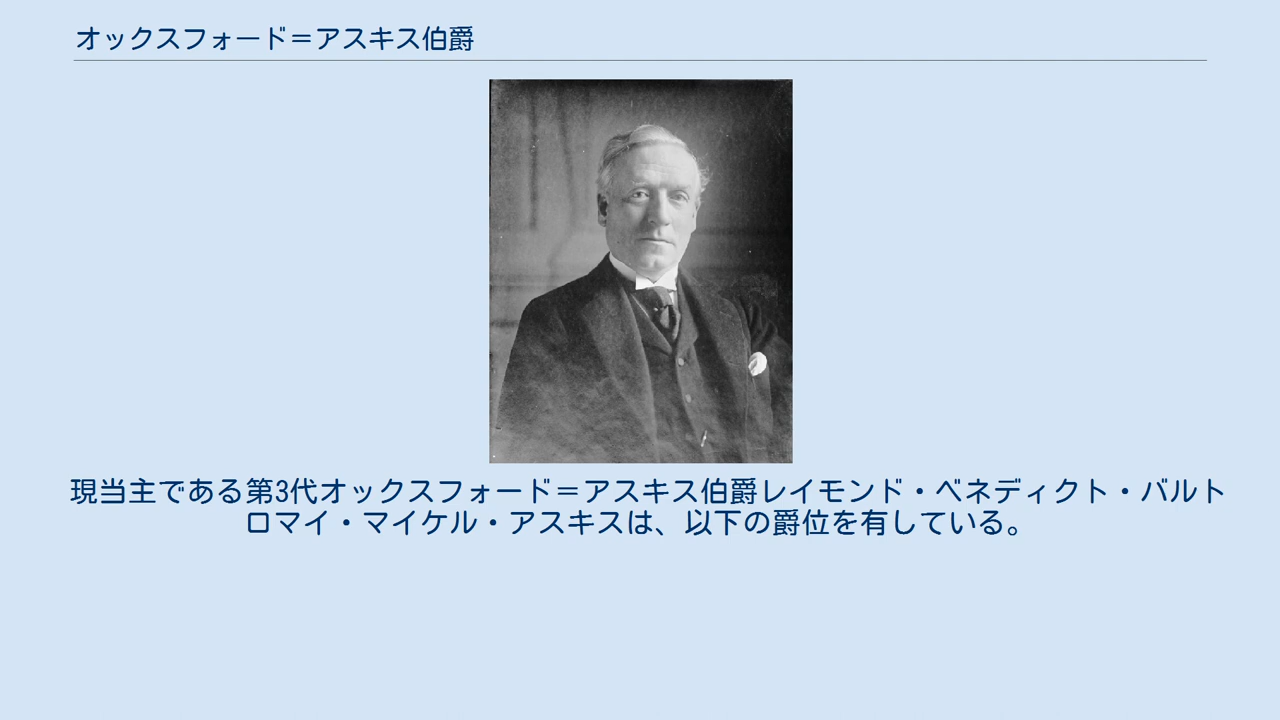 オックスフォード＝アスキス伯爵
現当主である第3代オックスフォード＝アスキス伯爵レイモンド・ベネディクト・バルト
ロマイ・マイケル・アスキスは、以下の爵位を有している。